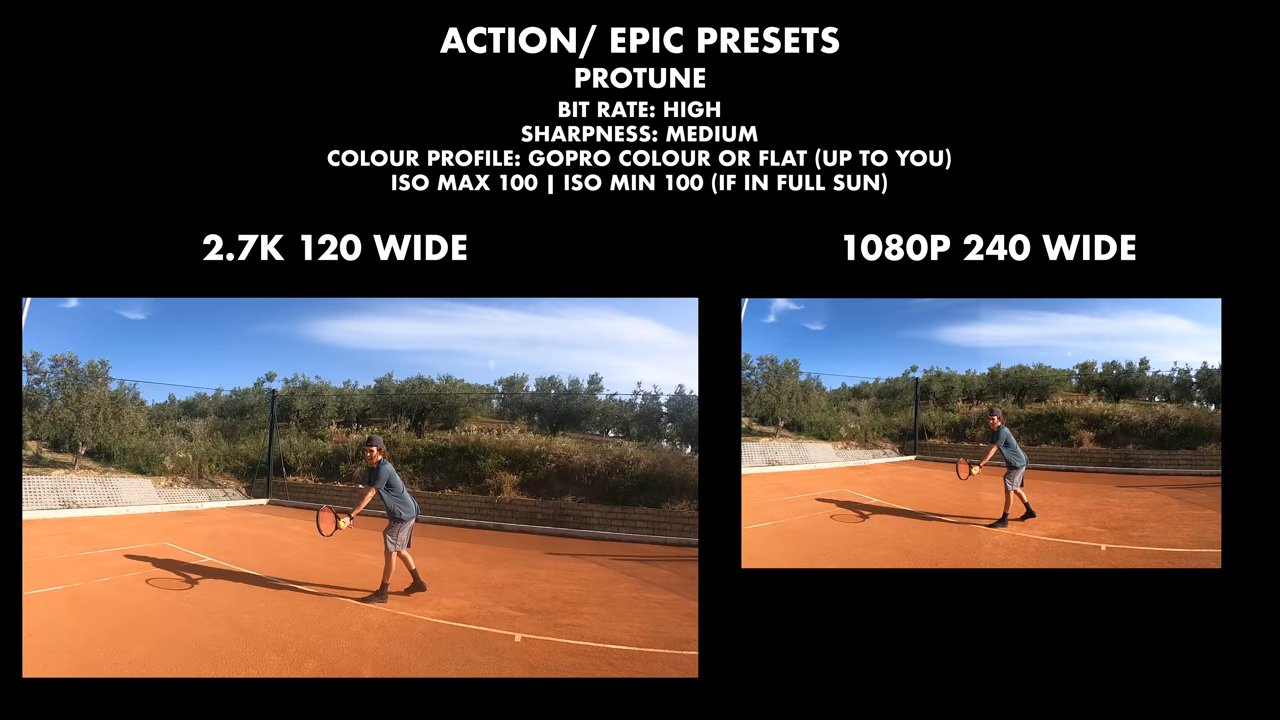 ACTION/ EPIC PRESETS
PROTUNE
BIT RATE: HIGH
SHARPNESS: MEDIUM
COLOUR PROFILE: GOPRO COLOUR OR FLAT (UP TO YOU)
ISO MAX 100 | ISO MIN 100 (IF IN FULL SUN)
2.7K 120 WIDE
1080P 240 WIDE